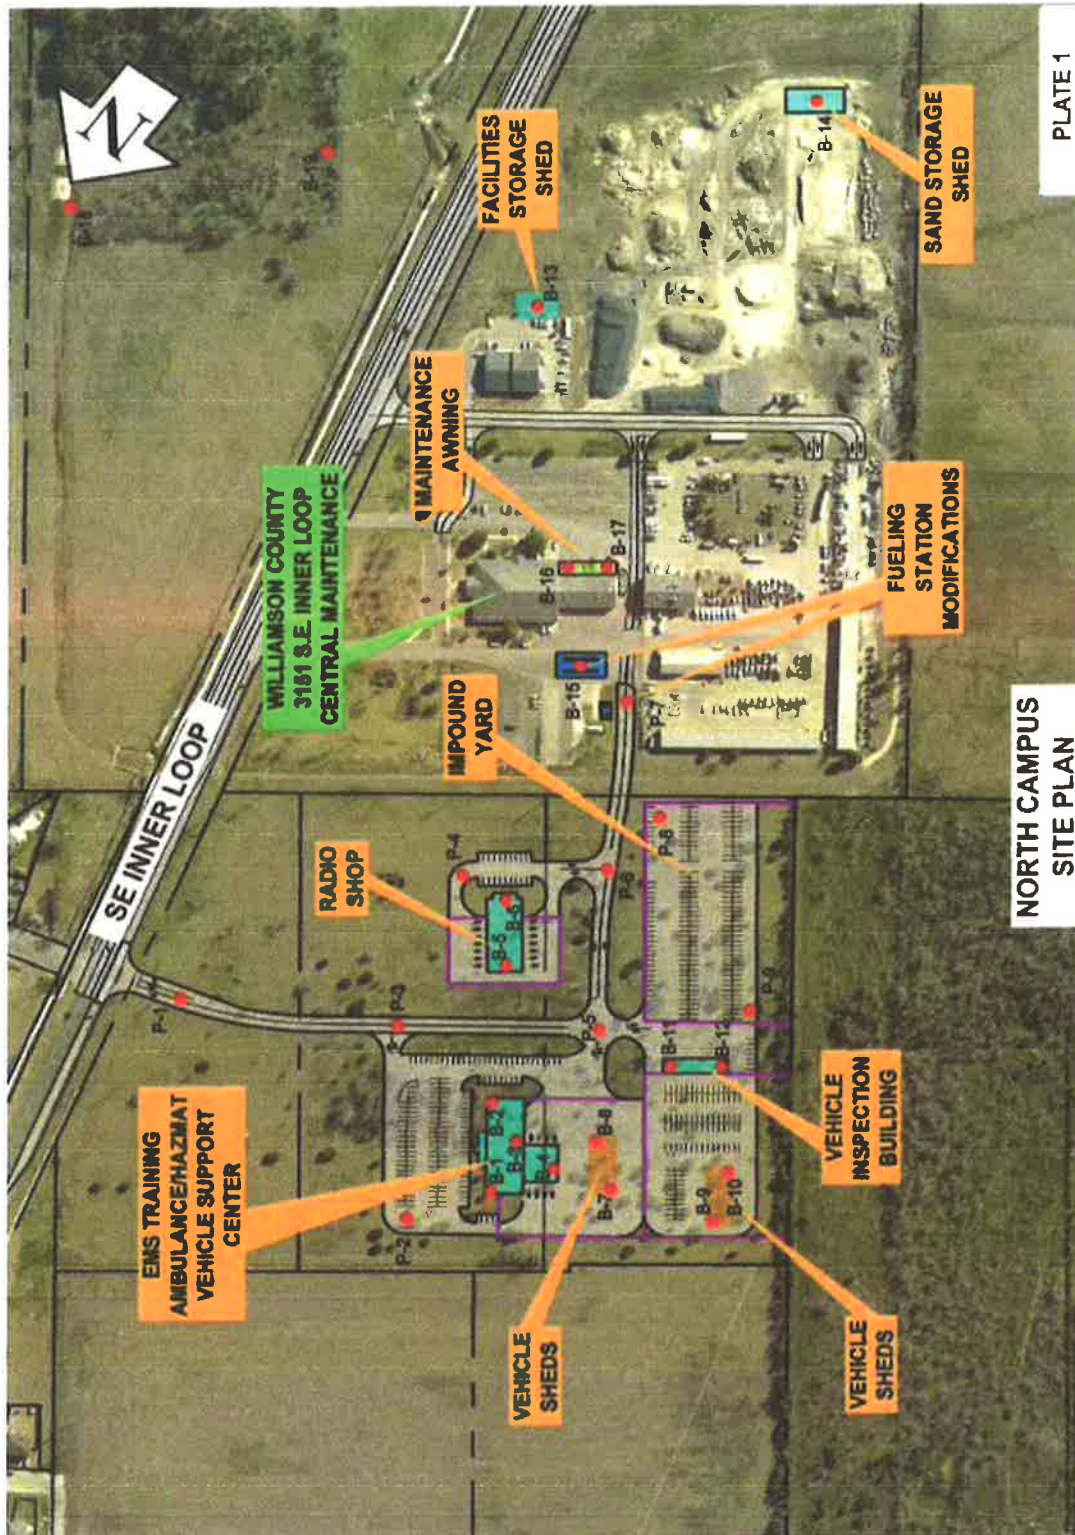 SE INNER LOOP
WILLIAMSON COUNTY
3151 S.E. INNER LOOP
CENTRAL MAINTENANCE
EMS TRAINING
AMBULANCE/HAZMAT
VEHICLE SUPPORT
CENTER
RADIO
SHOP
IMPOUND
YARD
MAINTENANCE
AWNING
FACILITIES
STORAGE
SHED
VEHICLE
SHEDS
VEHICLE
SHEDS
VEHICLE
INSPECTION
BUILDING
FUELING
STATION
MODIFICATIONS
SAND STORAGE
SHED
N
P-1
P-2
P-3
P-4
P-5
P-6
P-7
P-8
P-9
B-1
B-2
B-3
B-4
B-5
B-6
B-7
B-8
B-9
B-10
B-11
B-12
B-13
B-14
B-15
B-16
B-17
NORTH CAMPUS
SITE PLAN
PLATE 1